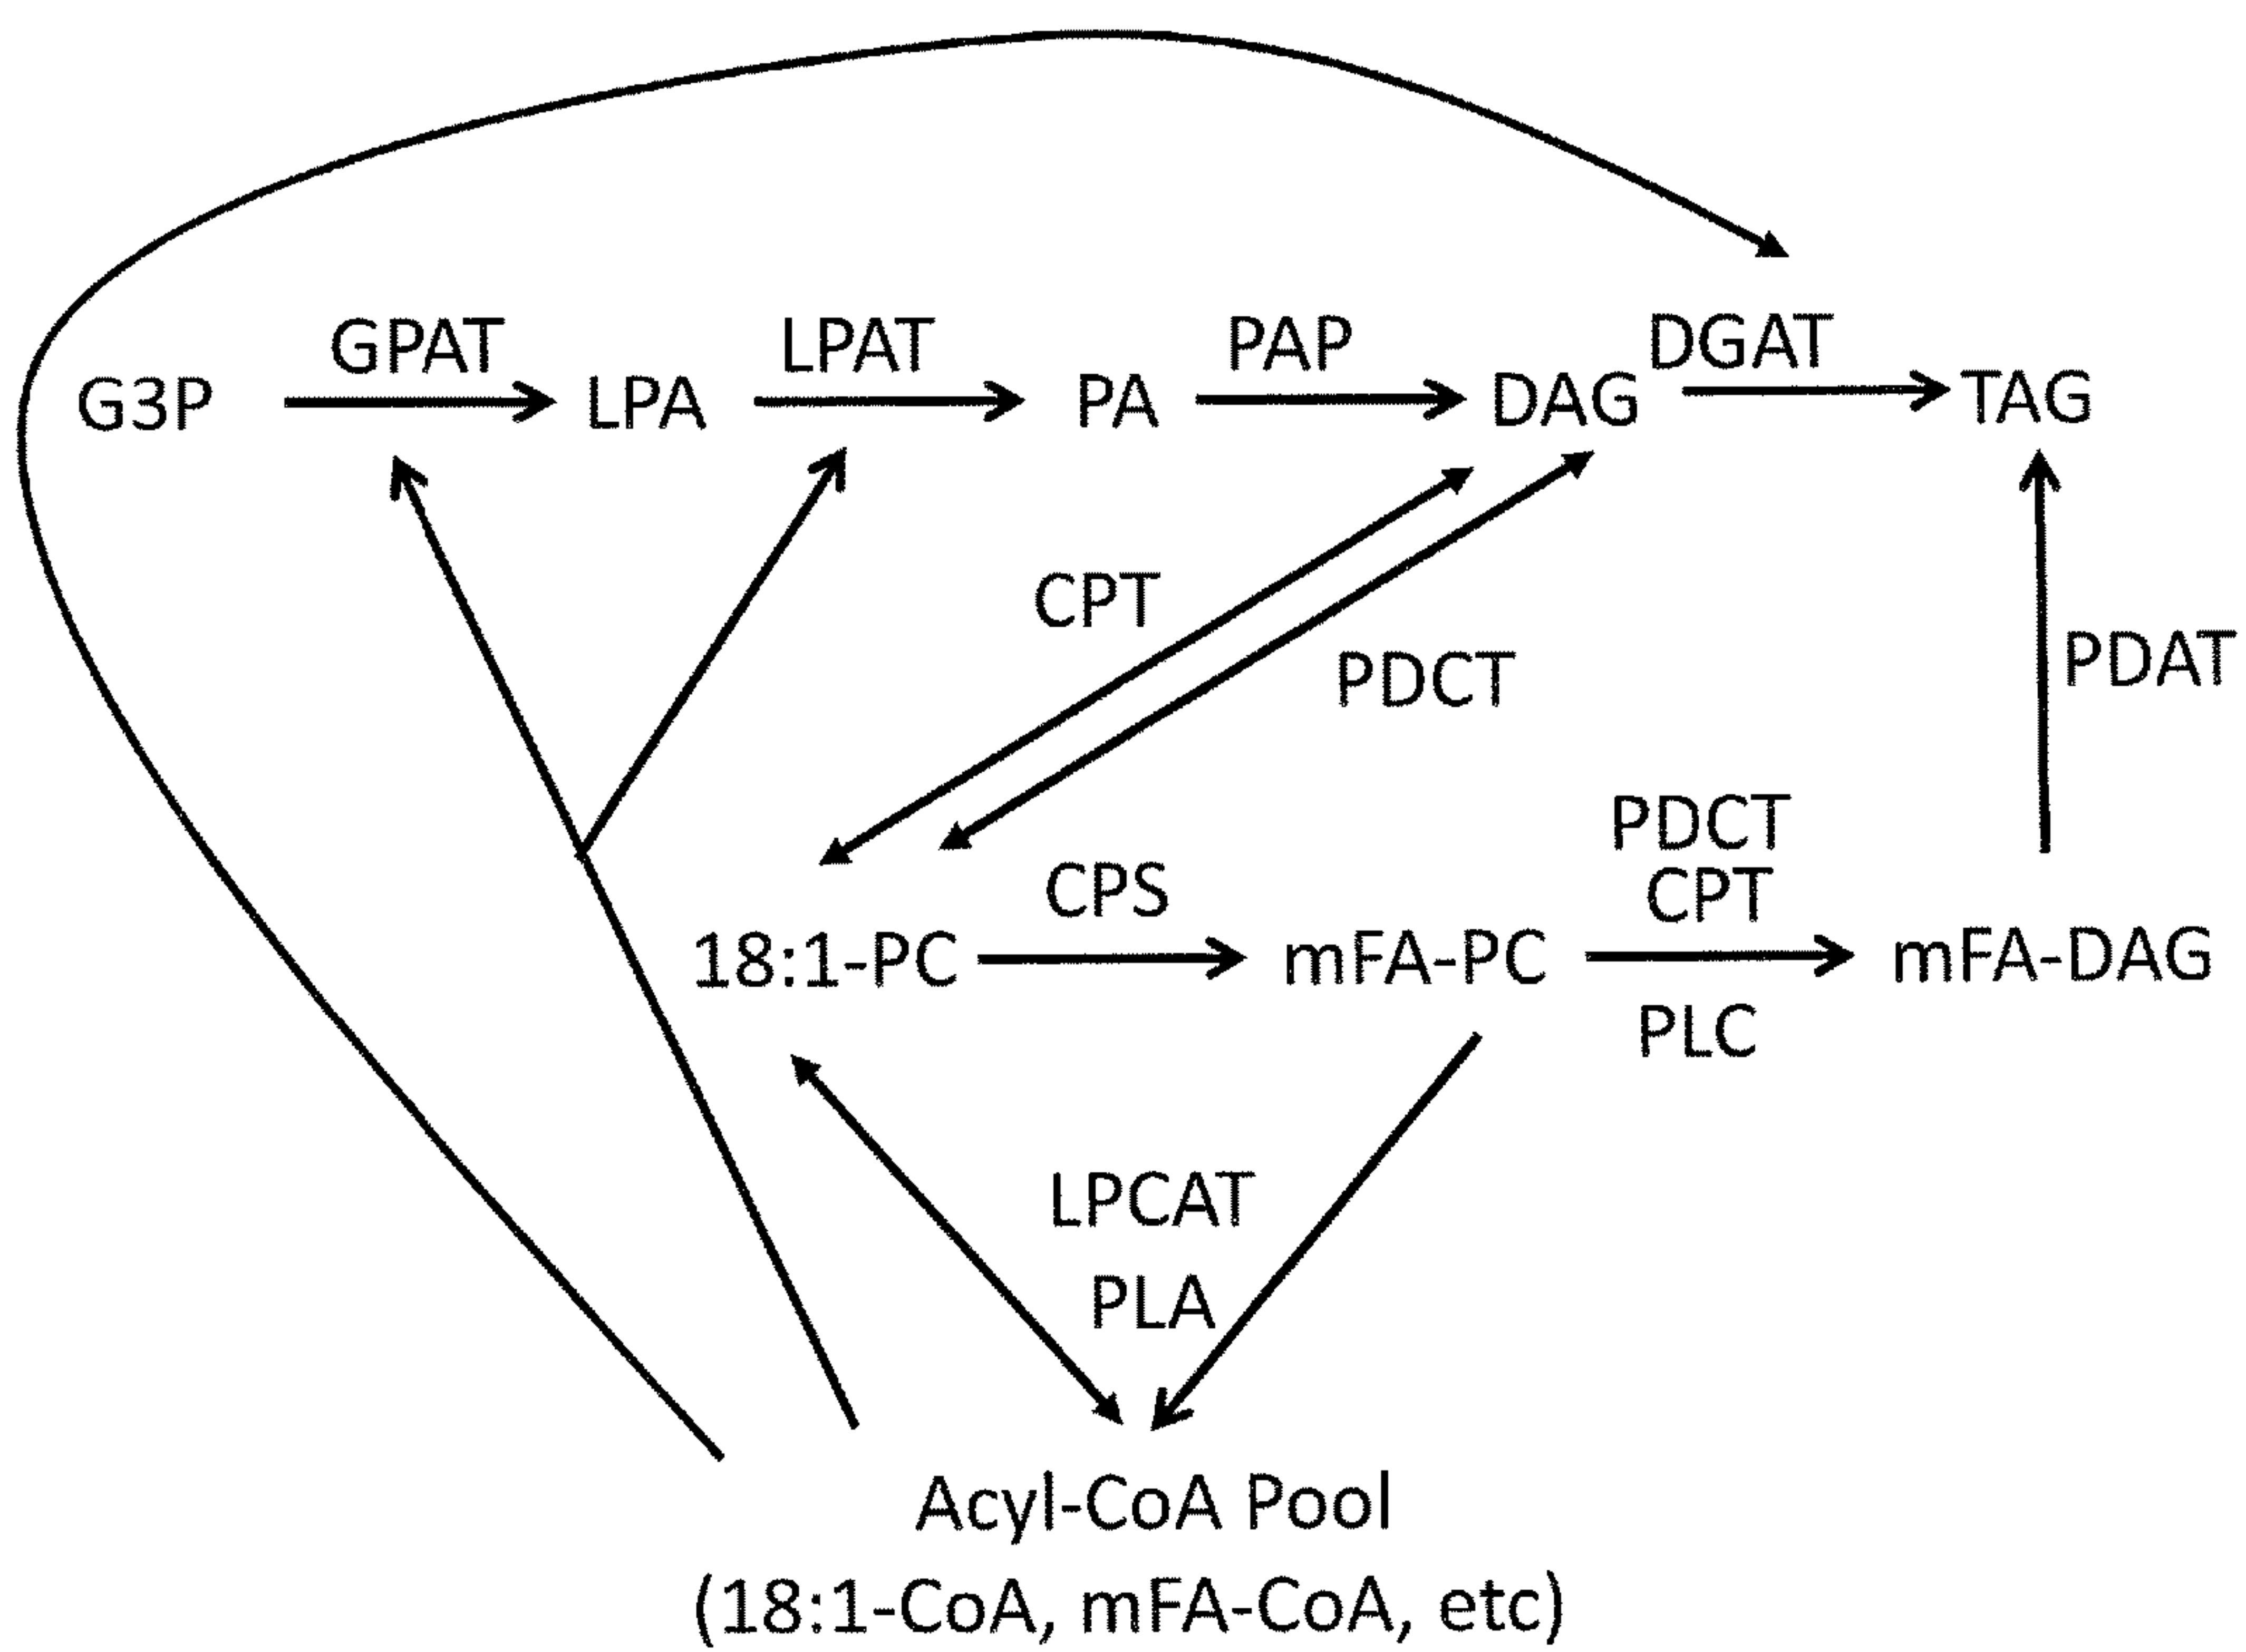 GPAT
LPAT
PAP
DGAT
G3P
LPA
PA
DAG
TAG
CPT
PDCT
PDAT
PDCT
CPT
CPS
18:1-PC
mFA-PC
mFA-DAG
PLC
LPCAT
PLA
Acyl-CoA Pool
(18:1-CoA, mFA-CoA, etc)